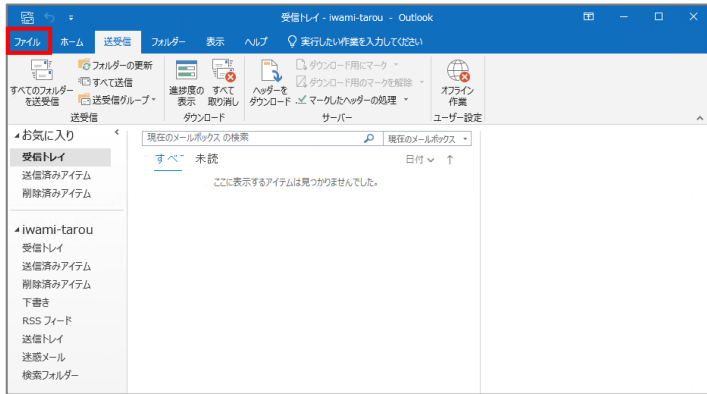 受信トレイ - iwami-tarou - Outlook
ファイル ホーム 送受信 フォルダー 表示 ヘルプ 実行したい作業を入力してください
すべてのフォルダーを送受信
フォルダーの更新
すべて送信
送受信グループ
送受信
進捗度の表示
すべて取り消し
ダウンロード
ヘッダーをダウンロード
ダウンロード用にマーク
ダウンロード用のマークを解除
マークしたヘッダーの処理
サーバー
オフライン作業
ユーザー設定
お気に入り
受信トレイ
送信済みアイテム
削除済みアイテム
iwami-tarou
受信トレイ
送信済みアイテム
削除済みアイテム
下書き
RSS フィード
送信トレイ
迷惑メール
検索フォルダー
現在のメールボックス の検索 現在のメールボックス
すべて 未読 日付
ここに表示するアイテムは見つかりませんでした。